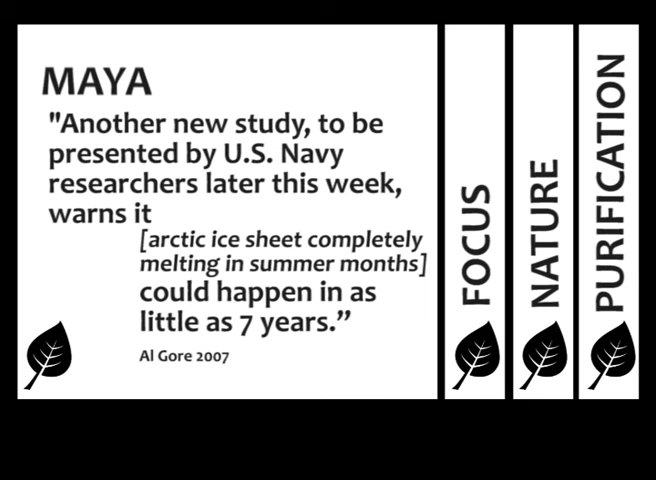 MAYA
"Another new study, to be
presented by U.S. Navy
researchers later this week,
warns it
[arctic ice sheet completely
melting in summer months]
could happen in as
little as 7 years.”
Al Gore 2007
FOCUS
NATURE
PURIFICATION